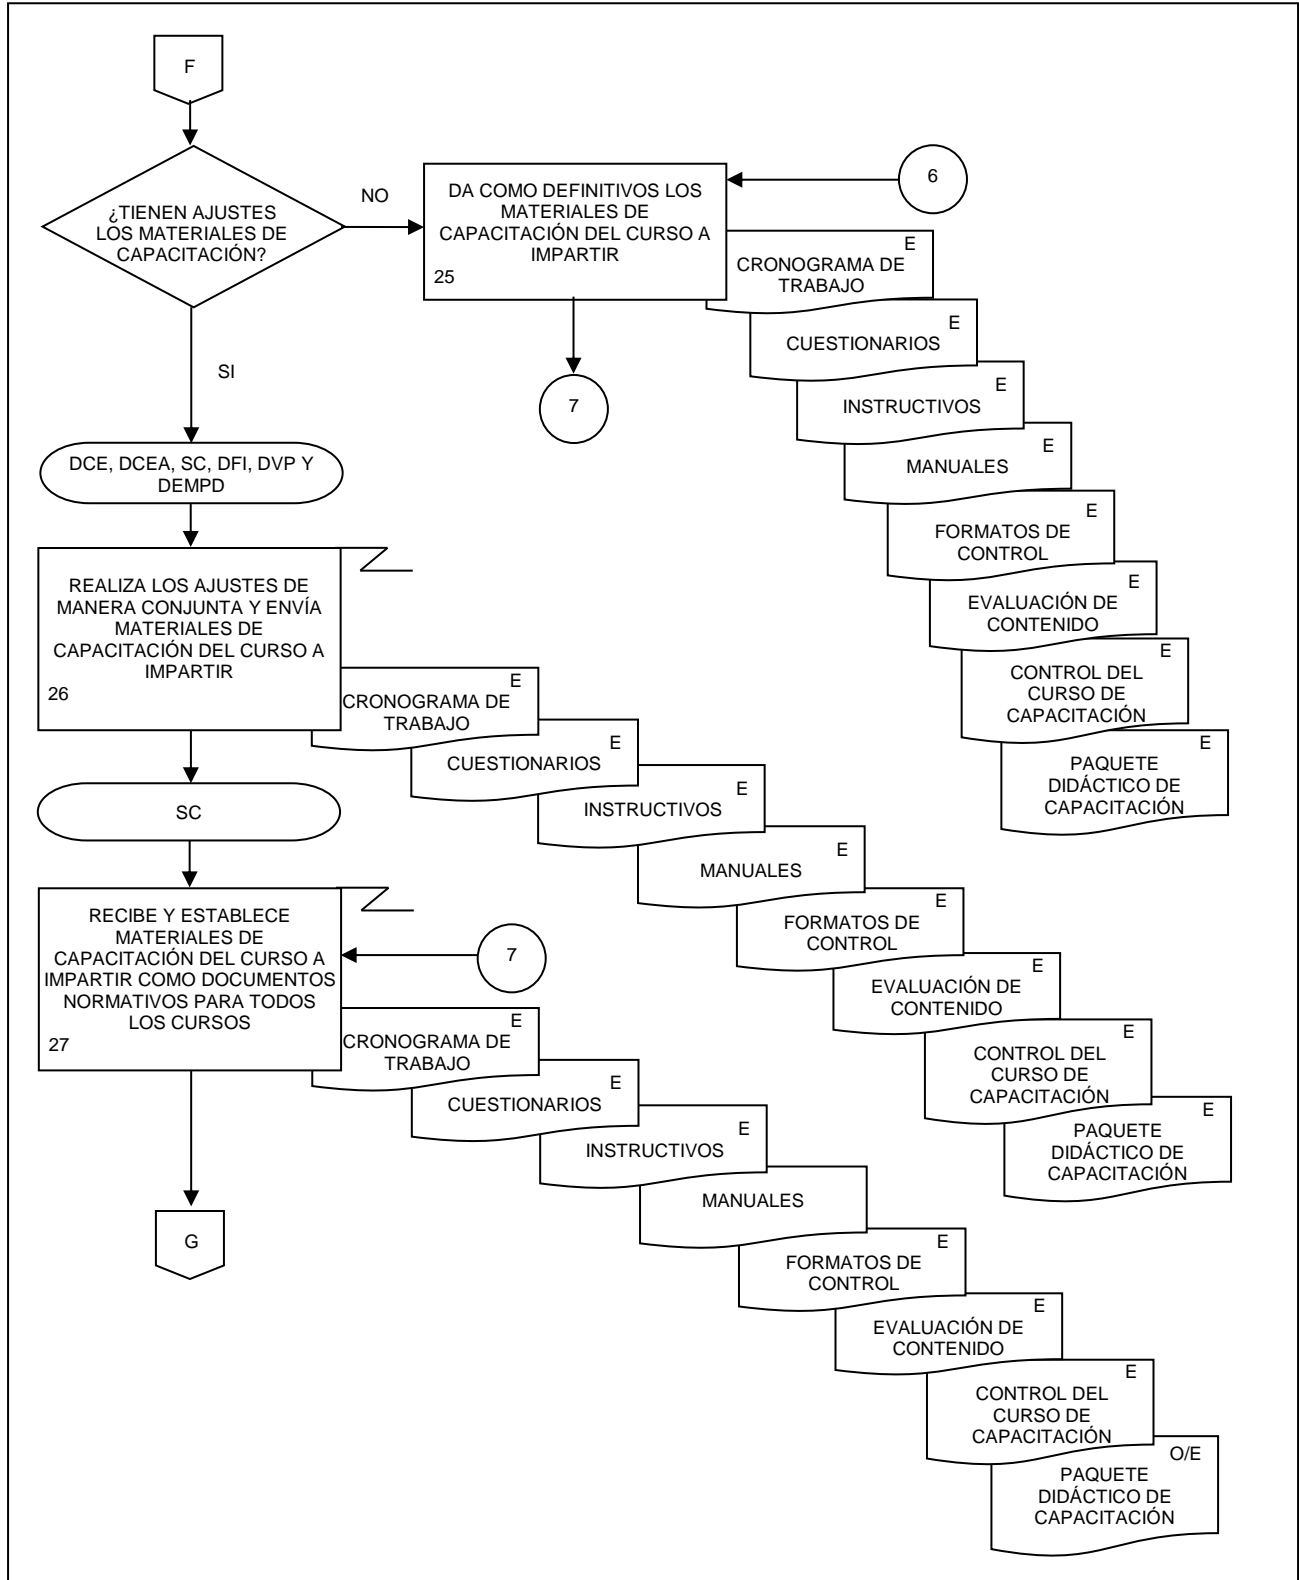 F
¿TIENEN AJUSTES
LOS MATERIALES DE
CAPACITACIÓN?
NO
DA COMO DEFINITIVOS LOS
MATERIALES DE
CAPACITACIÓN DEL CURSO A
IMPARTIR
25
6
E
CRONOGRAMA DE
TRABAJO
E
CUESTIONARIOS
E
INSTRUCTIVOS
E
MANUALES
E
FORMATOS DE
CONTROL
E
EVALUACIÓN DE
CONTENIDO
E
CONTROL DEL
CURSO DE
CAPACITACIÓN
E
PAQUETE
DIDÁCTICO DE
CAPACITACIÓN
7
SI
DCE, DCEA, SC, DFI, DVP Y
DEMPD
REALIZA LOS AJUSTES DE
MANERA CONJUNTA Y ENVÍA
MATERIALES DE
CAPACITACIÓN DEL CURSO A
IMPARTIR
26
E
CRONOGRAMA DE
TRABAJO
E
CUESTIONARIOS
E
INSTRUCTIVOS
E
MANUALES
E
FORMATOS DE
CONTROL
E
EVALUACIÓN DE
CONTENIDO
E
CONTROL DEL
CURSO DE
CAPACITACIÓN
E
PAQUETE
DIDÁCTICO DE
CAPACITACIÓN
SC
RECIBE Y ESTABLECE
MATERIALES DE
CAPACITACIÓN DEL CURSO A
IMPARTIR COMO DOCUMENTOS
NORMATIVOS PARA TODOS
LOS CURSOS
27
7
E
CRONOGRAMA DE
TRABAJO
E
CUESTIONARIOS
E
INSTRUCTIVOS
MANUALES
E
FORMATOS DE
CONTROL
E
EVALUACIÓN DE
CONTENIDO
E
CONTROL DEL
CURSO DE
CAPACITACIÓN
O/E
PAQUETE
DIDÁCTICO DE
CAPACITACIÓN
G